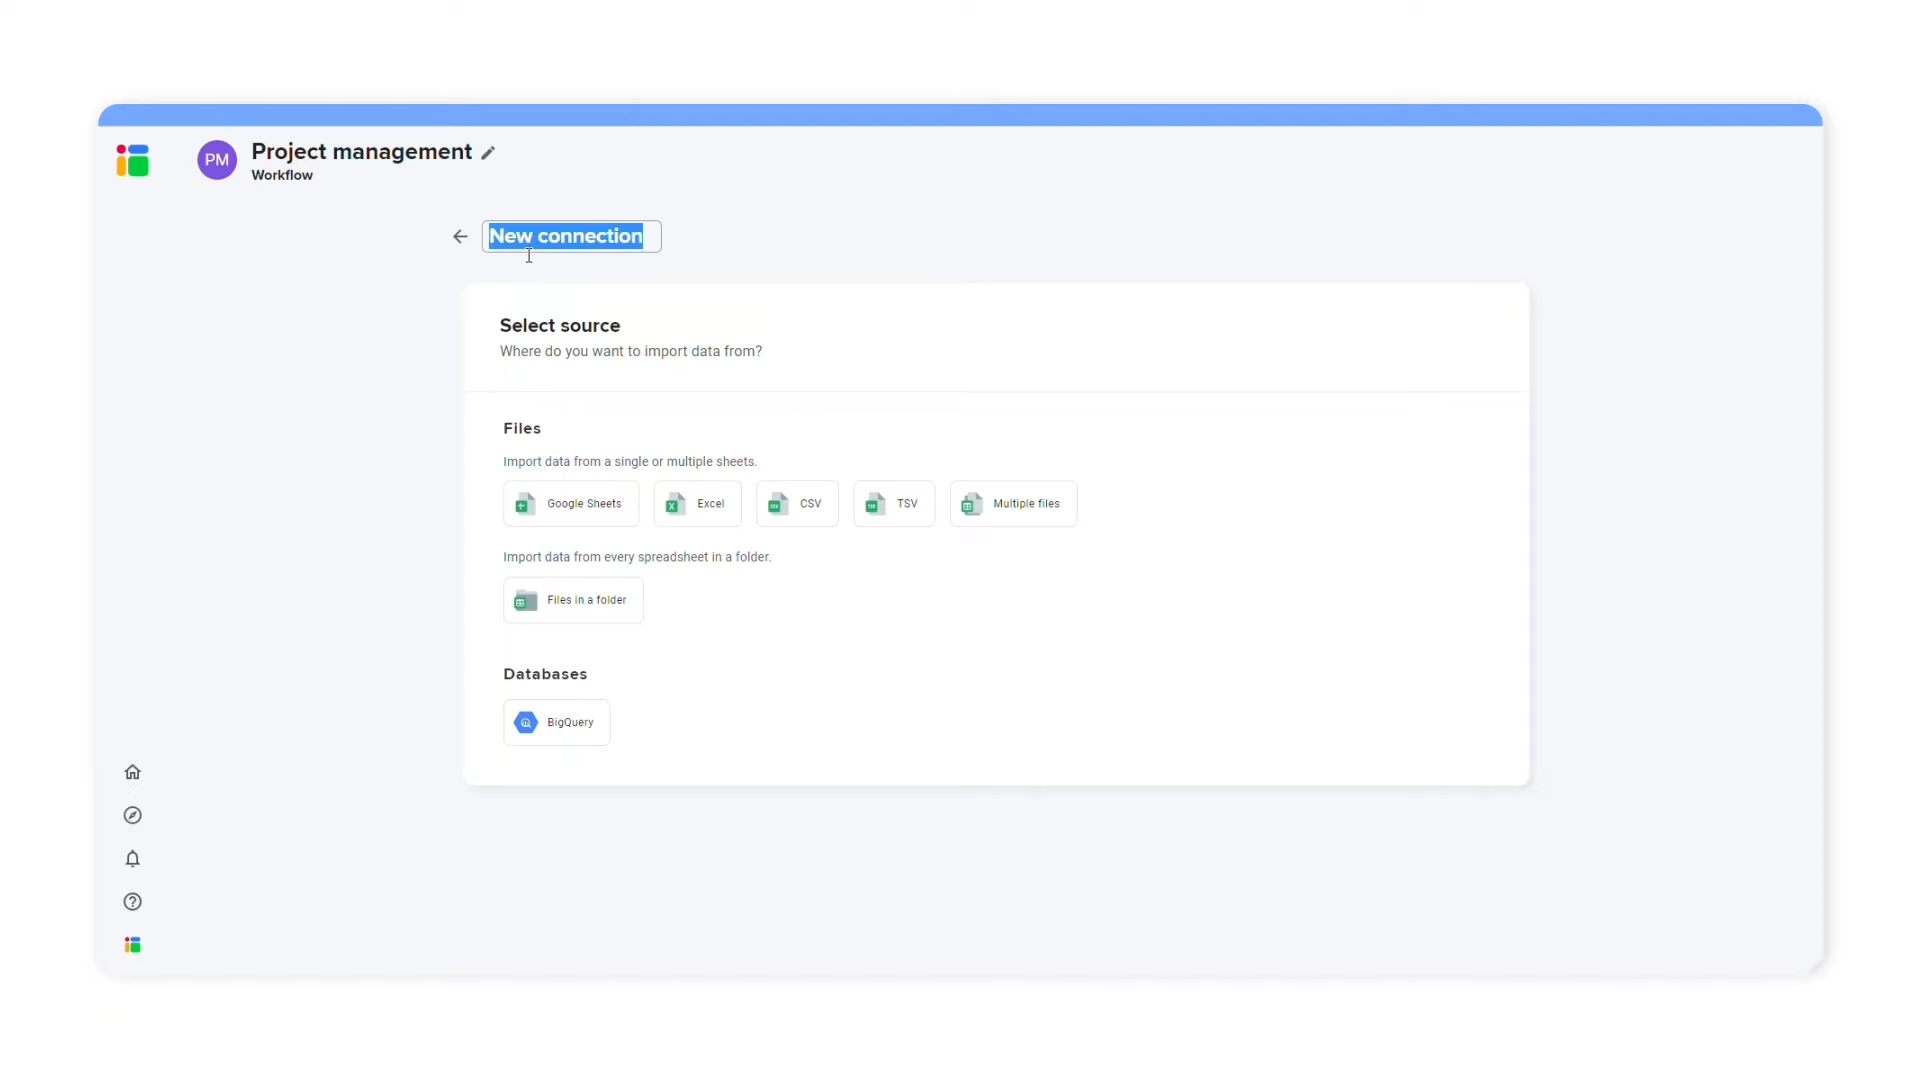 PM
Project management
Workflow
New connection
Select source
Where do you want to import data from?
Files
Import data from a single or multiple sheets.
Google Sheets
Excel
CSV
TSV
Multiple files
Import data from every spreadsheet in a folder.
Files in a folder
Databases
BigQuery